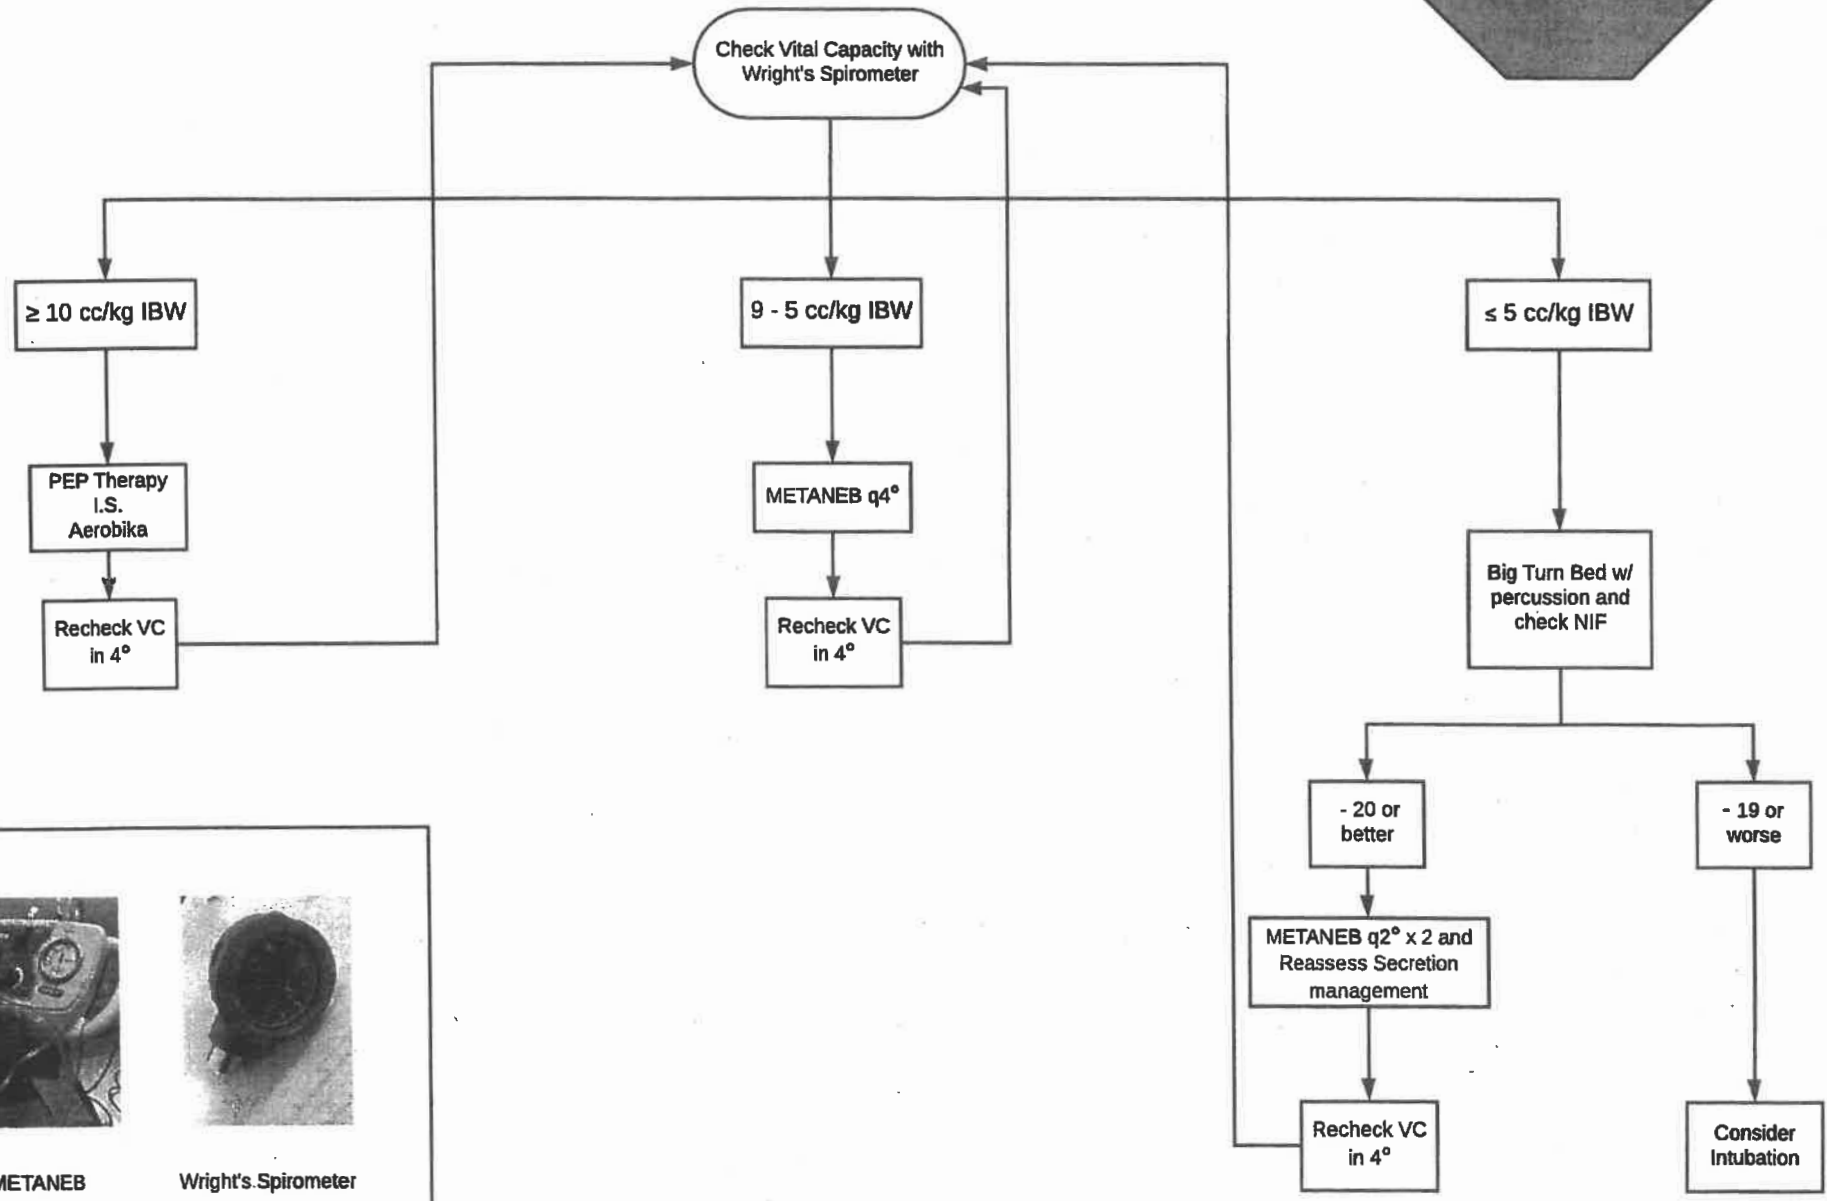 Check Vital Capacity with
Wright's Spirometer
≥ 10 cc/kg IBW
9 - 5 cc/kg IBW
≤ 5 cc/kg IBW
PEP Therapy
I.S.
Aerobika
METANEB q4°
Big Turn Bed w/
percussion and
check NIF
Recheck VC
in 4°
Recheck VC
in 4°
- 20 or
better
- 19 or
worse
METANEB q2° x 2 and
Reassess Secretion
management
Recheck VC
in 4°
Consider
Intubation
METANEB
Wright's Spirometer